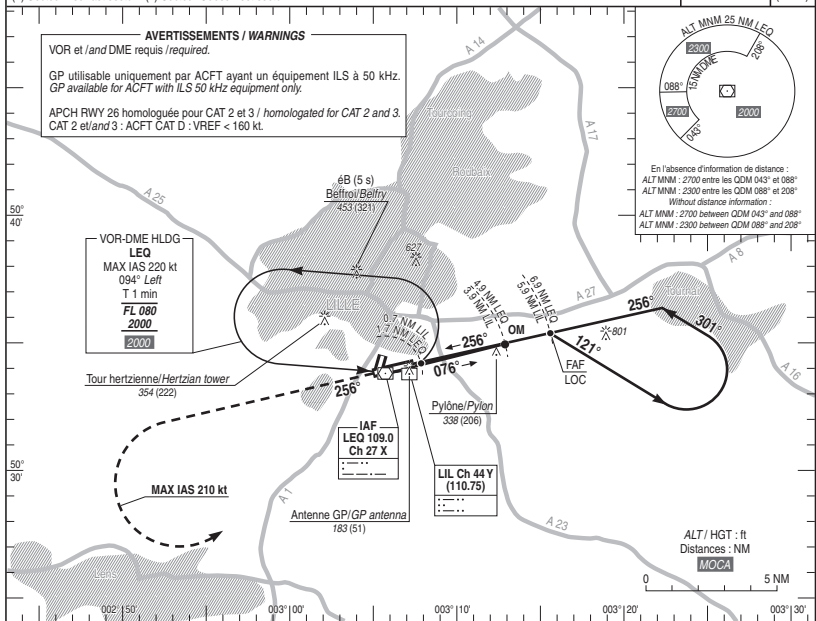 AVERTISSEMENTS / WARNINGS
VOR et /and DME requis /required.
GP utilisable uniquement par ACFT ayant un équipement ILS à 50 kHz.
GP available for ACFT with ILS 50 kHz equipment only.
APCH RWY 26 homologuée pour CAT 2 et 3 / homologated for CAT 2 and 3.
CAT 2 et/and 3 : ACFT CAT D : VREF < 160 kt.
ALT MNM 25 NM LEQ
2300
208°
15 NM DME
088°
2700
2000
043°
En l'absence d'information de distance :
ALT MNM : 2700 entre les QDM 043° et 088°
ALT MNM : 2300 entre les QDM 088° et 208°
Without distance information :
ALT MNM : 2700 between QDM 043° and 088°
ALT MNM : 2300 between QDM 088° and 208°
A 14
Tourcoing
A 17
Roubaix
A 25
éB (5 s)
Beffroi/Belfry
453 (321)
627
50°
40'
VOR-DME HLDG
LEQ
MAX IAS 220 kt
094° Left
T 1 min
FL 080
2000
2000
LILLE
0.7 NM LIL
1.7 NM LEQ
4.9 NM LEQ
3.9 NM LIL
6.9 NM LEQ
5.9 NM LIL
A 27
A 8
Tournai
256°
301°
801
OM
256°
076°
121°
FAF
LOC
A 16
Tour hertzienne/Hertzian tower
354 (222)
256°
Pylône/Pylon
338 (206)
IAF
LEQ 109.0
Ch 27 X
LIL Ch 44 Y
(110.75)
50°
30'
MAX IAS 210 kt
A 1
Antenne GP/GP antenna
183 (51)
A 23
ALT / HGT : ft
Distances : NM
MOCA
0 5 NM
Lens
002°50'
003°00'
003°10'
003°20'
003°30'